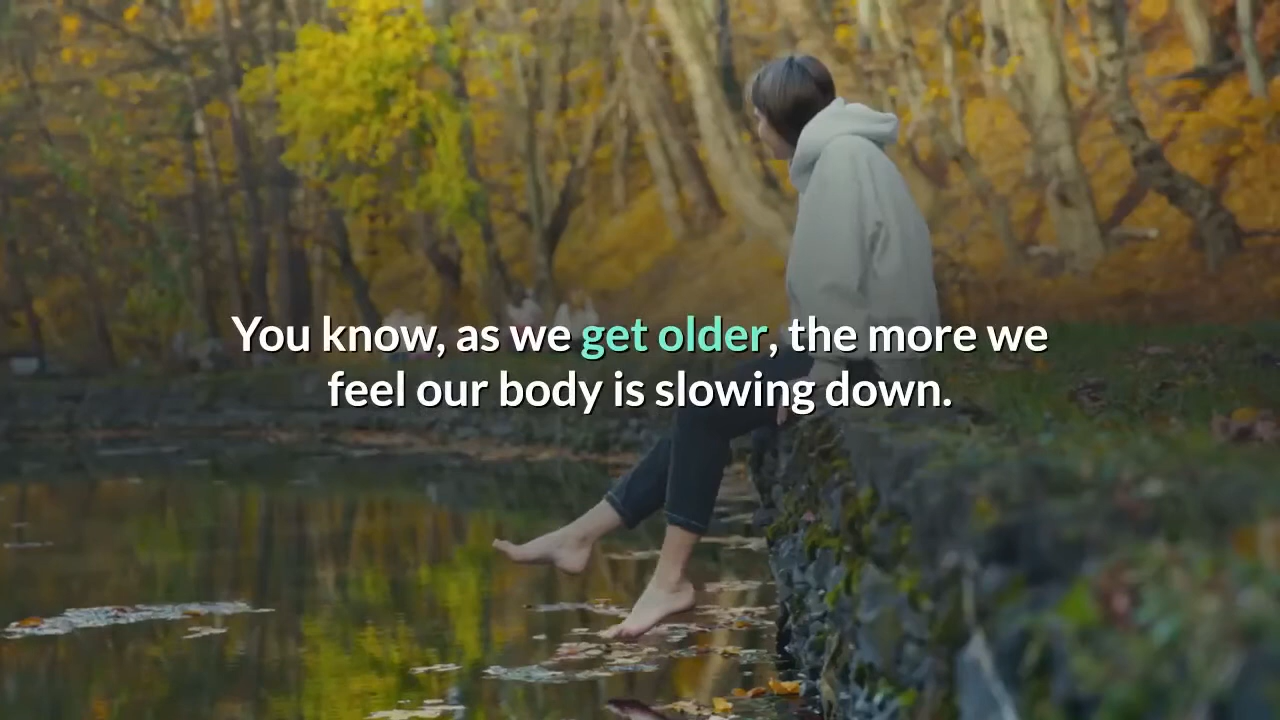 You know, as we get older, the more we
feel our body is slowing down.